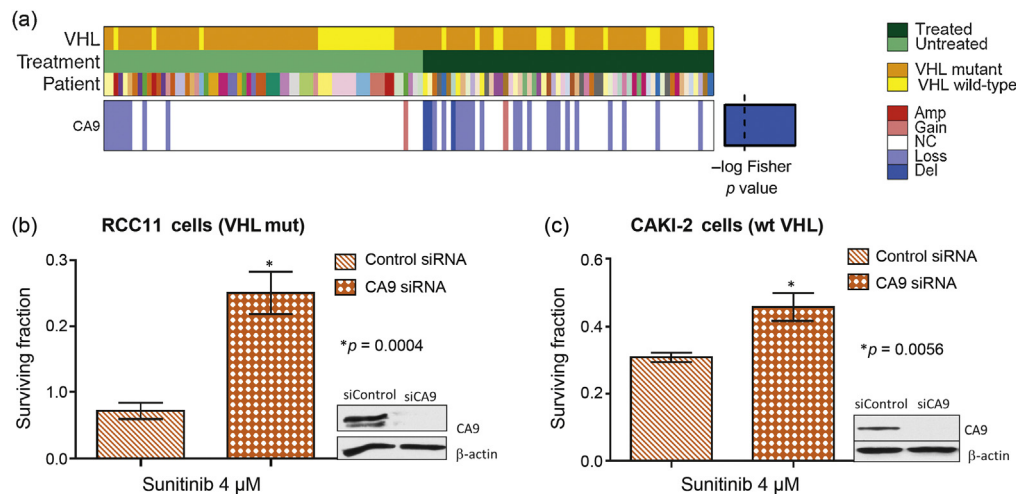 (a)
VHL
Treatment
Patient
CA9
–log Fisher
p value
Treated
Untreated
VHL mutant
VHL wild-type
Amp
Gain
NC
Loss
Del
(b)
RCC11 cells (VHL mut)
Surviving fraction
0.3
0.2
0.1
0.0
*
Control siRNA
CA9 siRNA
*p = 0.0004
siControl siCA9
CA9
β-actin
Sunitinib 4 μM
(c)
CAKI-2 cells (wt VHL)
Surviving fraction
0.6
0.4
0.2
0.0
*
Control siRNA
CA9 siRNA
*p = 0.0056
siControl siCA9
CA9
β-actin
Sunitinib 4 μM